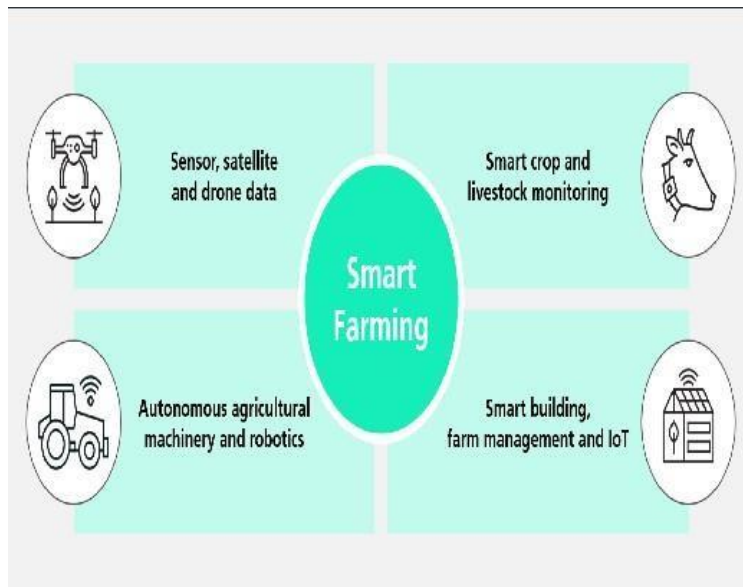 Sensor, satellite
and drone data
Smart crop and
livestock monitoring
Smart
Farming
Autonomous agricultural
machinery and robotics
Smart building,
farm management and IoT